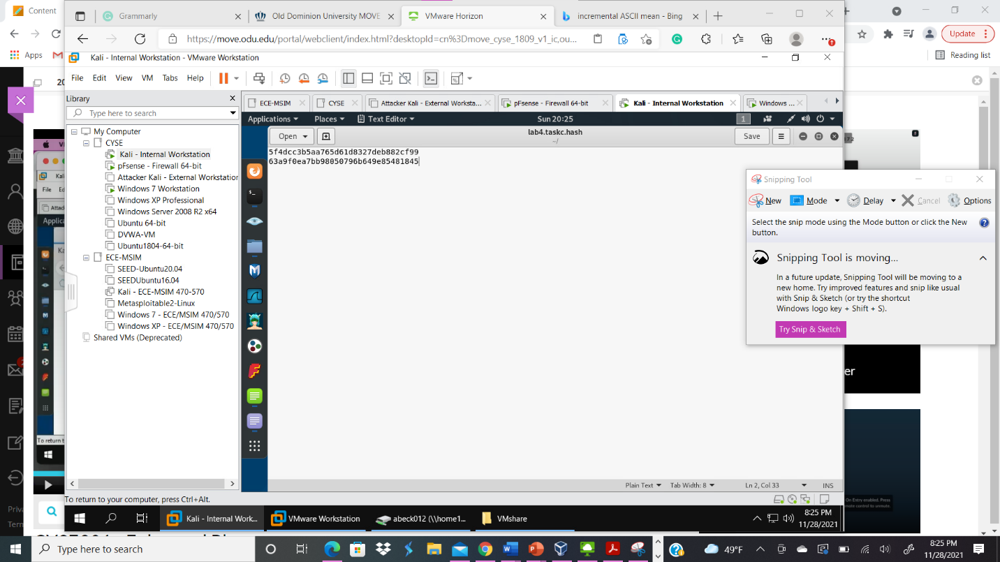 Content
Grammarly
Old Dominion University MOVE
VMware Horizon
incremental ASCII mean - Bing
https://move.odu.edu/portal/webclient/index.html?desktopId=cn%3Dmove_cyse_1809_v1_ic,ou...
Update
Apps
Reading list
Kali - Internal Workstation - VMware Workstation
File Edit View VM Tabs Help
20
Library
Type here to search
My Computer
CYSE
Kali - Internal Workstation
pFsense - Firewall 64-bit
Attacker Kali - External Workstation
Windows 7 Workstation
Windows XP Professional
Windows Server 2008 R2 x64
Ubuntu 64-bit
DVWA-VM
Ubuntu1804-64-bit
ECE-MSIM
SEED-Ubuntu20.04
SEEDUbuntu16.04
Kali - ECE-MSIM 470-570
Metasploitable2-Linux
Windows 7 - ECE/MSIM 470/570
Windows XP - ECE/MSIM 470/570
Shared VMs (Deprecated)
ECE-MSIM
CYSE
Attacker Kali - External Worksta...
pFsense - Firewall 64-bit
Kali - Internal Workstation
Windows ...
Applications Places Text Editor Sun 20:25 1
Open lab4.taskc.hash Save
~/
5f4dcc3b5aa765d61d8327deb882cf99
63a9f0ea7bb98050796b649e85481845
Plain Text Tab Width: 8 Ln 2, Col 33 INS
Snipping Tool
New Mode Delay Cancel Options
Select the snip mode using the Mode button or click the New
button.
Snipping Tool is moving...
In a future update, Snipping Tool will be moving to a
new home. Try improved features and snip like usual
with Snip & Sketch (or try the shortcut
Windows logo key + Shift + S).
Try Snip & Sketch
er
On Entry enabled. Press
To return t
Priva
Term
To return to your computer, press Ctrl+Alt.
Kali - Internal Work...
VMware Workstation
abeck012 (\\home1...
VMshare
8:25 PM
11/28/2021
Type here to search
49°F
8:25 PM
11/28/2021